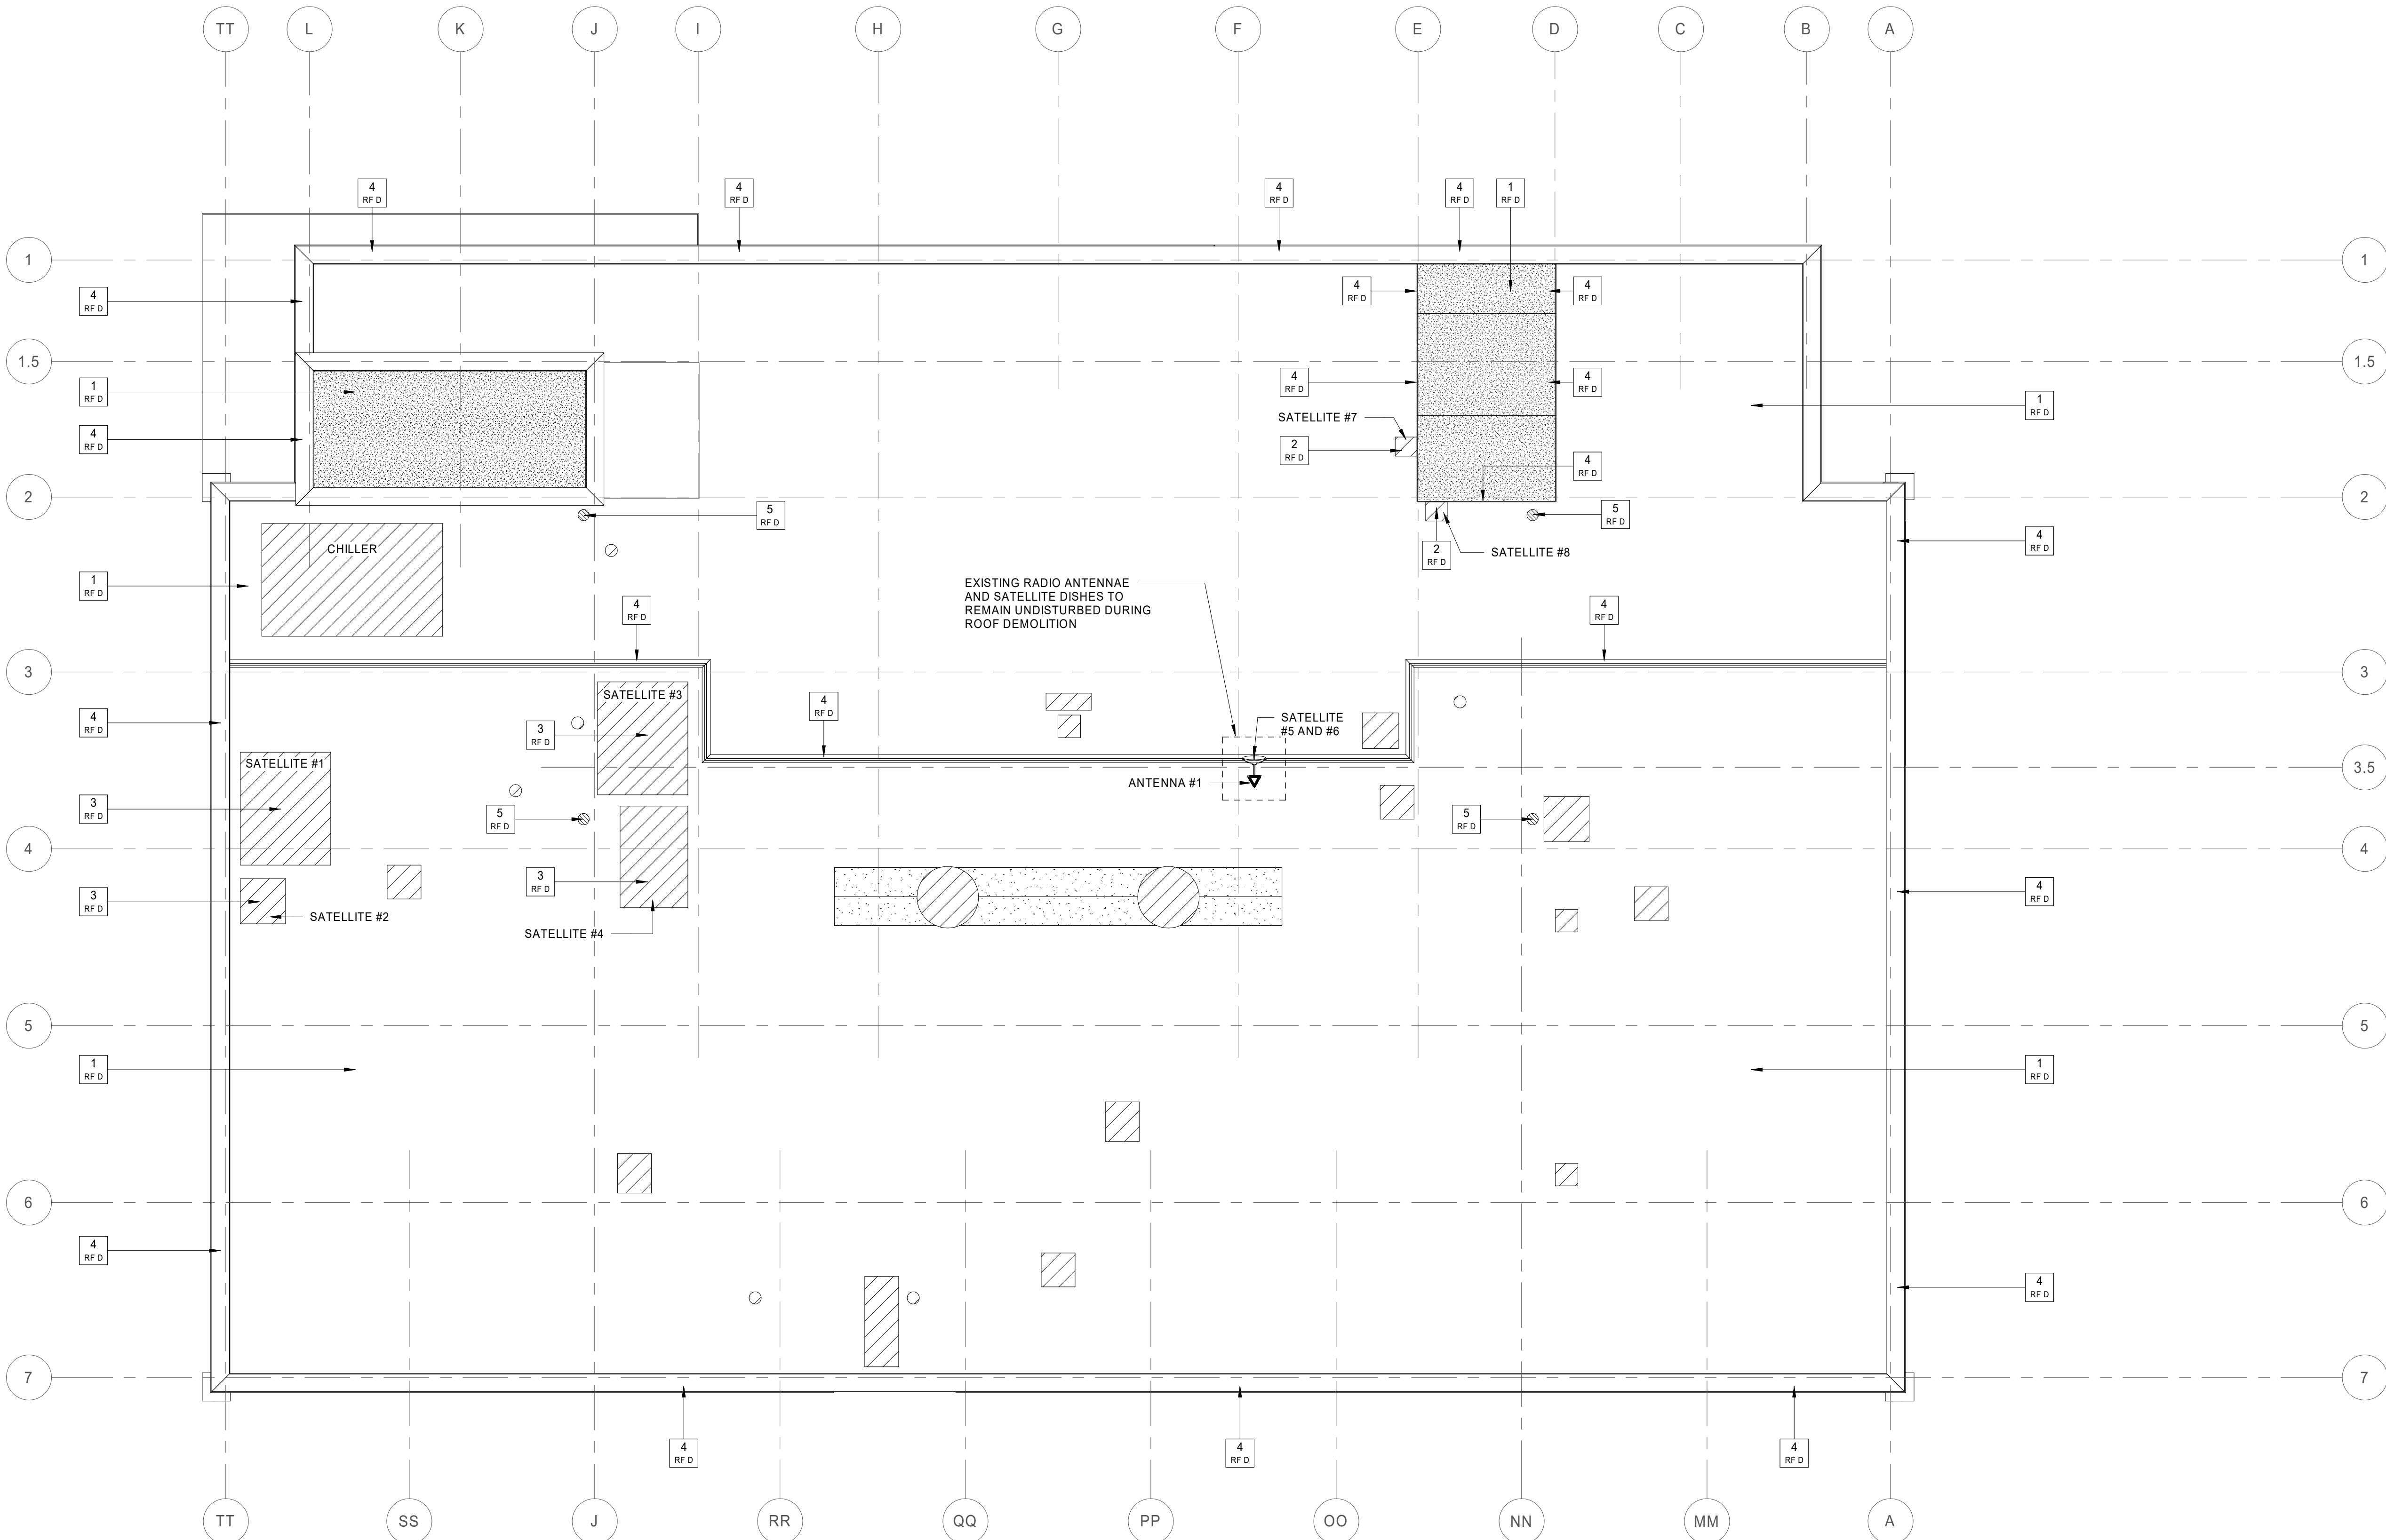 TT
L
K
J
I
H
G
F
E
D
C
B
A
4
RF D
4
RF D
4
RF D
4
RF D
1
RF D
1
1
4
RF D
4
RF D
4
RF D
1.5
1.5
1
RF D
4
RF D
4
RF D
1
RF D
SATELLITE #7
4
RF D
2
RF D
4
RF D
2
2
5
RF D
5
RF D
4
RF D
CHILLER
2
RF D
SATELLITE #8
1
RF D
EXISTING RADIO ANTENNAE
AND SATELLITE DISHES TO
REMAIN UNDISTURBED DURING
ROOF DEMOLITION
4
RF D
4
RF D
3
3
SATELLITE #3
4
RF D
4
RF D
3
RF D
SATELLITE
#5 AND #6
SATELLITE #1
3.5
ANTENNA #1
3
RF D
5
RF D
5
RF D
4
4
3
RF D
3
RF D
4
RF D
SATELLITE #2
SATELLITE #4
5
5
1
RF D
1
RF D
6
6
4
RF D
4
RF D
7
7
4
RF D
4
RF D
4
RF D
TT
SS
J
RR
QQ
PP
OO
NN
MM
A